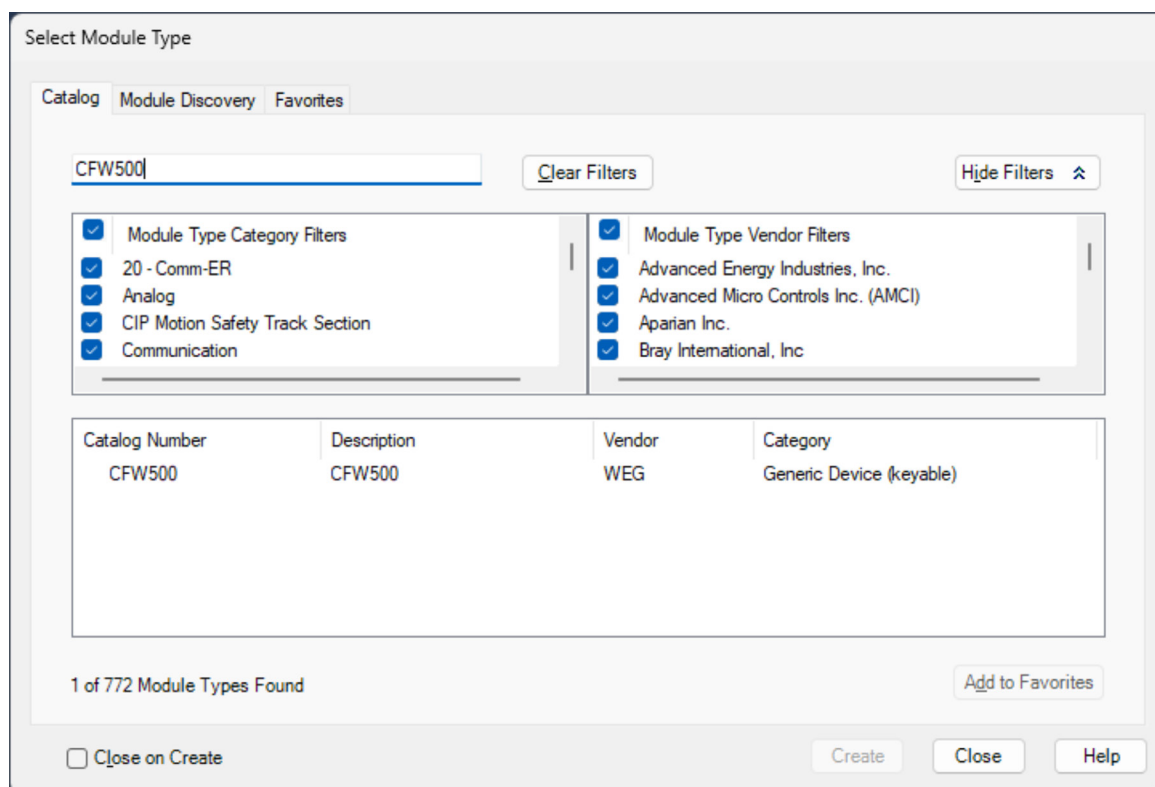 Select Module Type
Catalog Module Discovery Favorites
CFW500 Clear Filters Hide Filters
Module Type Category Filters
20 - Comm-ER
Analog
CIP Motion Safety Track Section
Communication
Module Type Vendor Filters
Advanced Energy Industries, Inc.
Advanced Micro Controls Inc. (AMCI)
Aparian Inc.
Bray International, Inc
Catalog Number Description Vendor Category
CFW500 CFW500 WEG Generic Device (keyable)
1 of 772 Module Types Found Add to Favorites
Close on Create Create Close Help